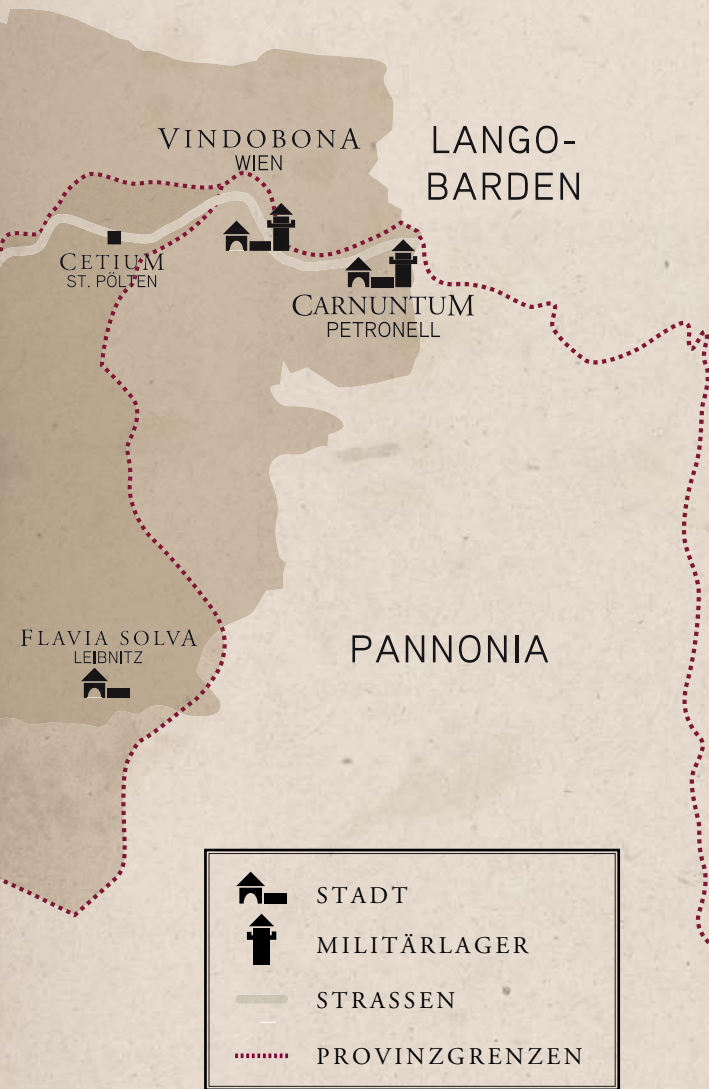 VINDOBONA
WIEN
LANGO-
BARDEN
CETIUM
ST. PÖLTEN
CARNUNTUM
PETRONELL
FLAVIA SOLVA
LEIBNITZ
PANNONIA
STADT
MILITÄRLAGER
STRASSEN
PROVINZGRENZEN